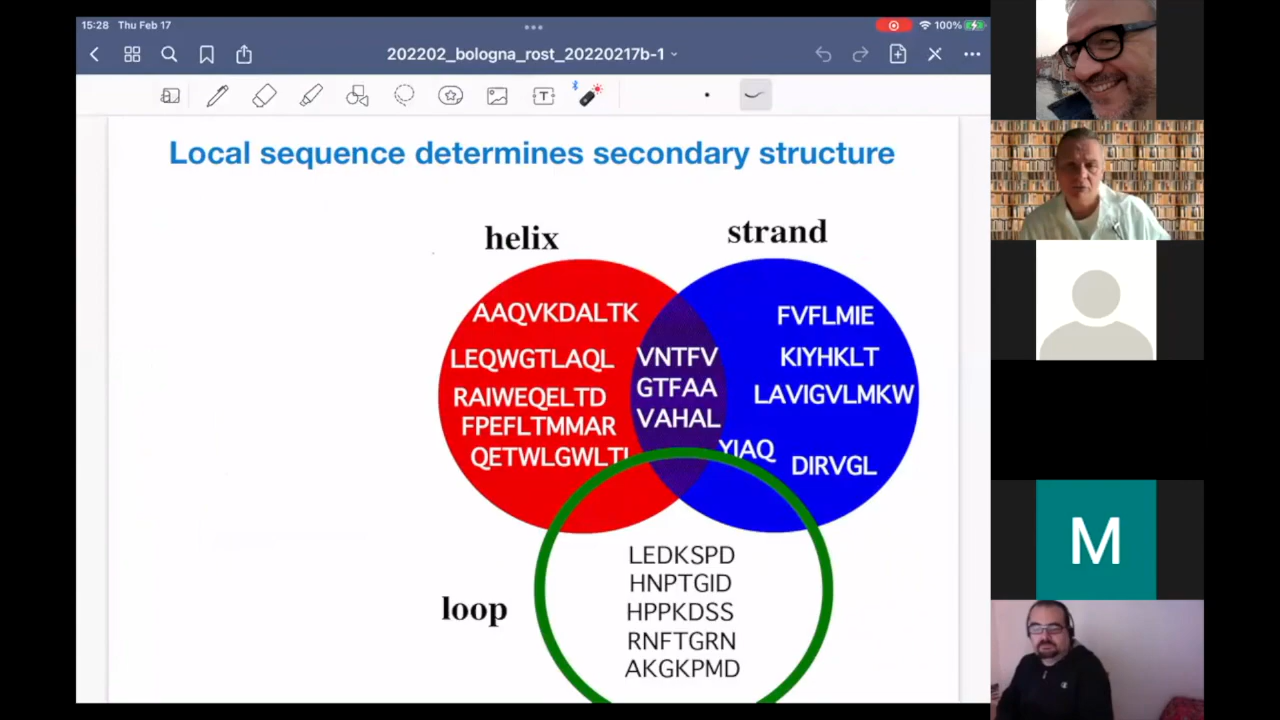 15:28 Thu Feb 17
100%
202202_bologna_rost_20220217b-1
T
Local sequence determines secondary structure
helix
strand
AAQVKDALTK
LEQWGTLAQL
RAIWEQELTD
FPEFLTMMAR
QETWLGWLTI
VNTFV
GTFAA
VAHAL
FVFLMIE
KIYHKLT
LAVIGVLMKW
YIAQ
DIRVGL
loop
LEDKSPD
HNPTGID
HPPKDSS
RNFTGRN
AKGKPMD
M